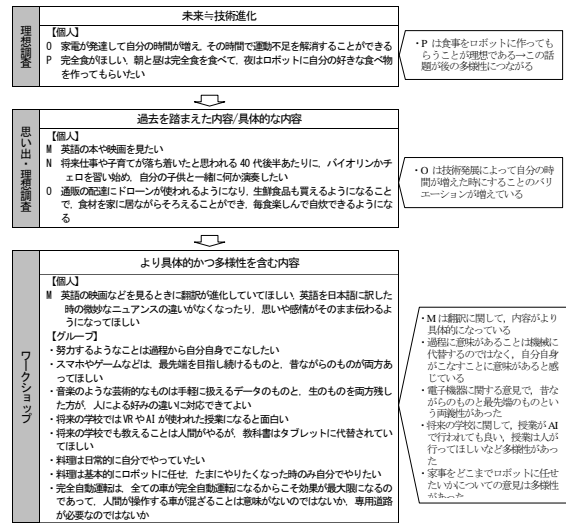 理想調査
未来≒技術進化
【個人】
O 家電が発達して自分の時間が増え，その時間で運動不足を解消することができる
P 完全食がほしい，朝と昼は完全食を食べて，夜はロボットに自分の好きな食べ物
を作ってもらいたい
・P は食事をロボットに作っても
らうことが理想である→この話
題が後の多様性につながる
思い出・理想調査
過去を踏まえた内容/具体的な内容
【個人】
M 英語の本や映画を見たい
N 将来仕事や子育てが落ち着いたと思われる 40 代後半あたりに，バイオリンかチ
ェロを習い始め，自分の子供と一緒に何か演奏したい
O 通販の配達にドローンが使われるようになり，生鮮食品も買えるようになること
で，食材を家に居ながらそろえることができ，毎食楽しんで自炊できるようにな
る
・O は技術発展によって自分の時
間が増えた時にすることのバリ
エーションが増えている
ワークショップ
より具体的かつ多様性を含む内容
【個人】
M 英語の映画などを見るときに翻訳が進化していてほしい，英語を日本語に訳した
時の微妙なニュアンスの違いがなくなったり，思いや感情がそのまま伝わるよ
うになってほしい
【グループ】
・努力するようなことは過程から自分自身でこなしたい
・スマホやゲームなどは，最先端を目指し続けるものと，昔ながらのものが両方あ
ってほしい
・音楽のような芸術的なものは手軽に扱えるデータのものと，生のものを両方残し
た方が，人による好みの違いに対応できてよい
・将来の学校では VR や AI が使われた授業になると面白い
・将来の学校でも教えることは人間がやるが，教科書はタブレットに代替されてい
てほしい
・料理は日常的に自分でやっていたい
・料理は基本的にロボットに任せ，たまにやりたくなった時のみ自分でやりたい
・完全自動運転は，全ての車が完全自動運転になるからこそ効果が最大限になるの
であって，人間が操作する車が混ざることは意味がないのではないか，専用道路
が必要なのではないか
・M は翻訳に関して，内容がより
具体的になっている
・過程に意味があることは機械に
代替するのではなく，自分自身
がこなすことに意味があると感
じている
・電子機器に関する意見で，昔な
がらのものと最先端のものとい
う両義性があった
・将来の学校に関して，授業が AI
で行われても良い，授業は人が
行ってほしいなど多様性があっ
た
・家事をどこまでロボットに任せ
たいかについての意見は多様性
があった